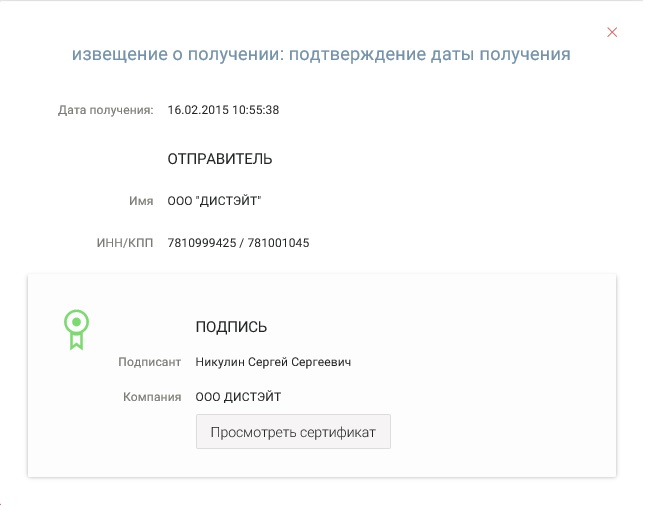 извещение о получении: подтверждение даты получения
Дата получения: 16.02.2015 10:55:38
ОТПРАВИТЕЛЬ
Имя ООО "ДИСТЭЙТ"
ИНН/КПП 7810999425 / 781001045
ПОДПИСЬ
Подписант Никулин Сергей Сергеевич
Компания ООО ДИСТЭЙТ
Просмотреть сертификат